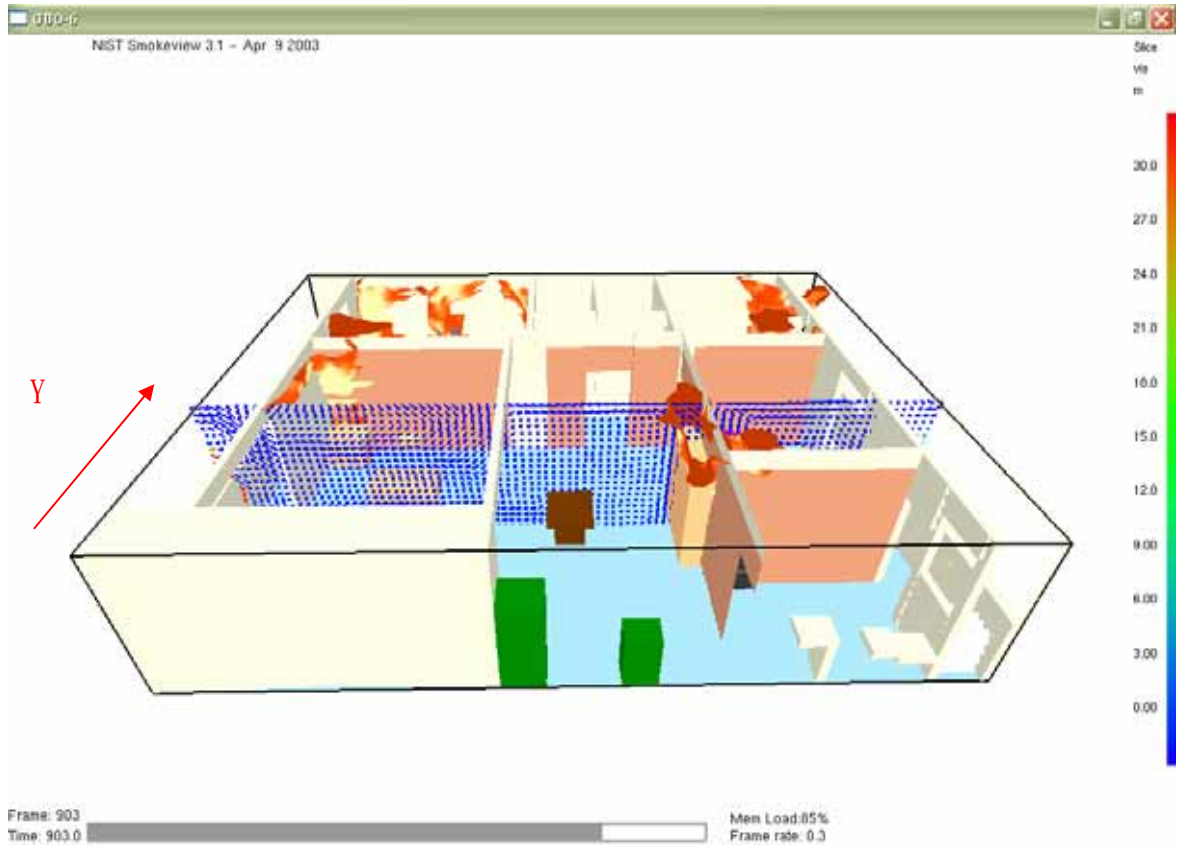 NIST Smokeview 3.1 - Apr 9 2003
Slice
vis
m
30.0
27.0
24.0
21.0
18.0
15.0
12.0
9.00
6.00
3.00
0.00
Y
Frame: 903
Time: 903.0
Mem Load:85%
Frame rate: 0.3